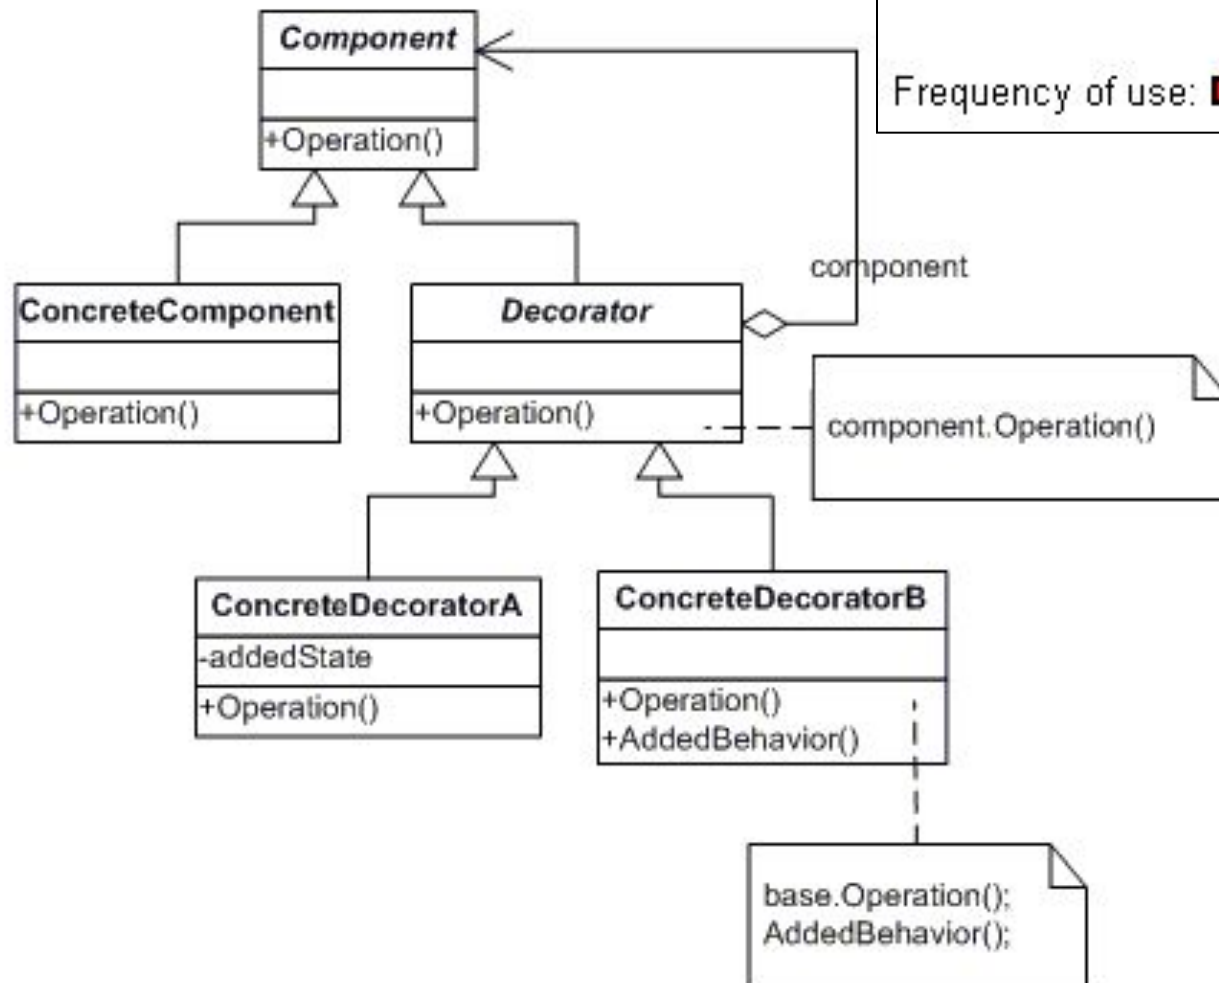 Component
+Operation()
Frequency of use:
component
ConcreteComponent
+Operation()
Decorator
+Operation()
component.Operation()
ConcreteDecoratorA
-addedState
+Operation()
ConcreteDecoratorB
+Operation()
+AddedBehavior()
base.Operation();
AddedBehavior();